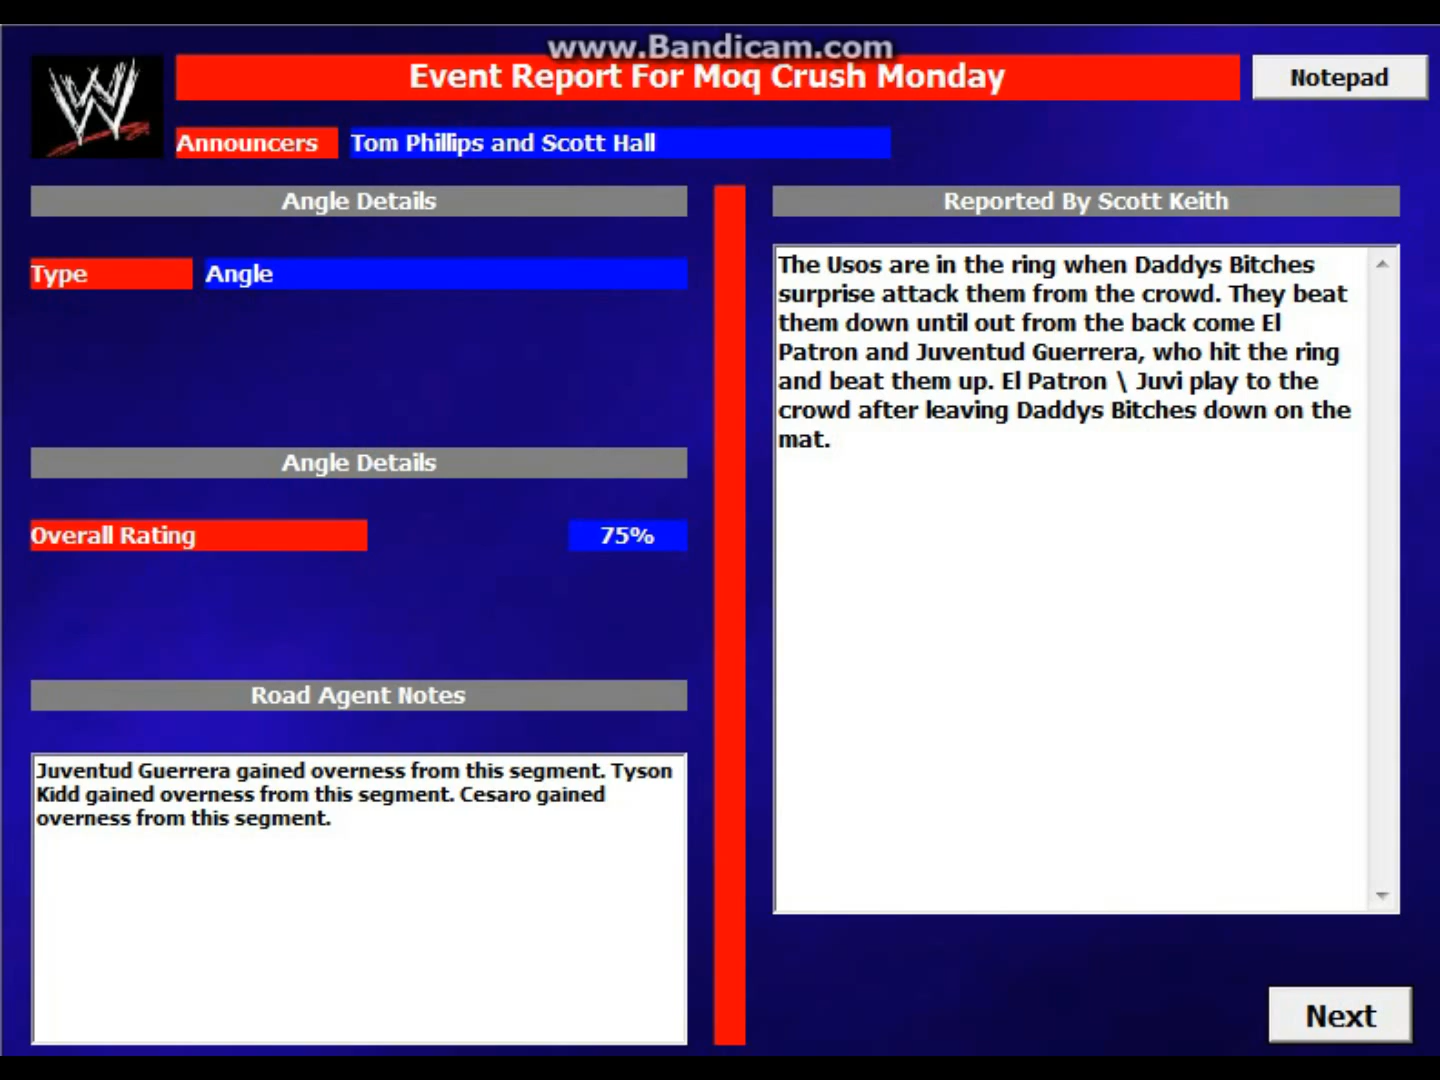 www.Bandicam.com
Event Report For Moq Crush Monday
Notepad
W
Announcers
Tom Phillips and Scott Hall
Angle Details
Type
Angle
Angle Details
Overall Rating
75%
Road Agent Notes
Juventud Guerrera gained overness from this segment. Tyson
Kidd gained overness from this segment. Cesaro gained
overness from this segment.
Reported By Scott Keith
The Usos are in the ring when Daddys Bitches
surprise attack them from the crowd. They beat
them down until out from the back come El
Patron and Juventud Guerrera, who hit the ring
and beat them up. El Patron \ Juvi play to the
crowd after leaving Daddys Bitches down on the
mat.
Next